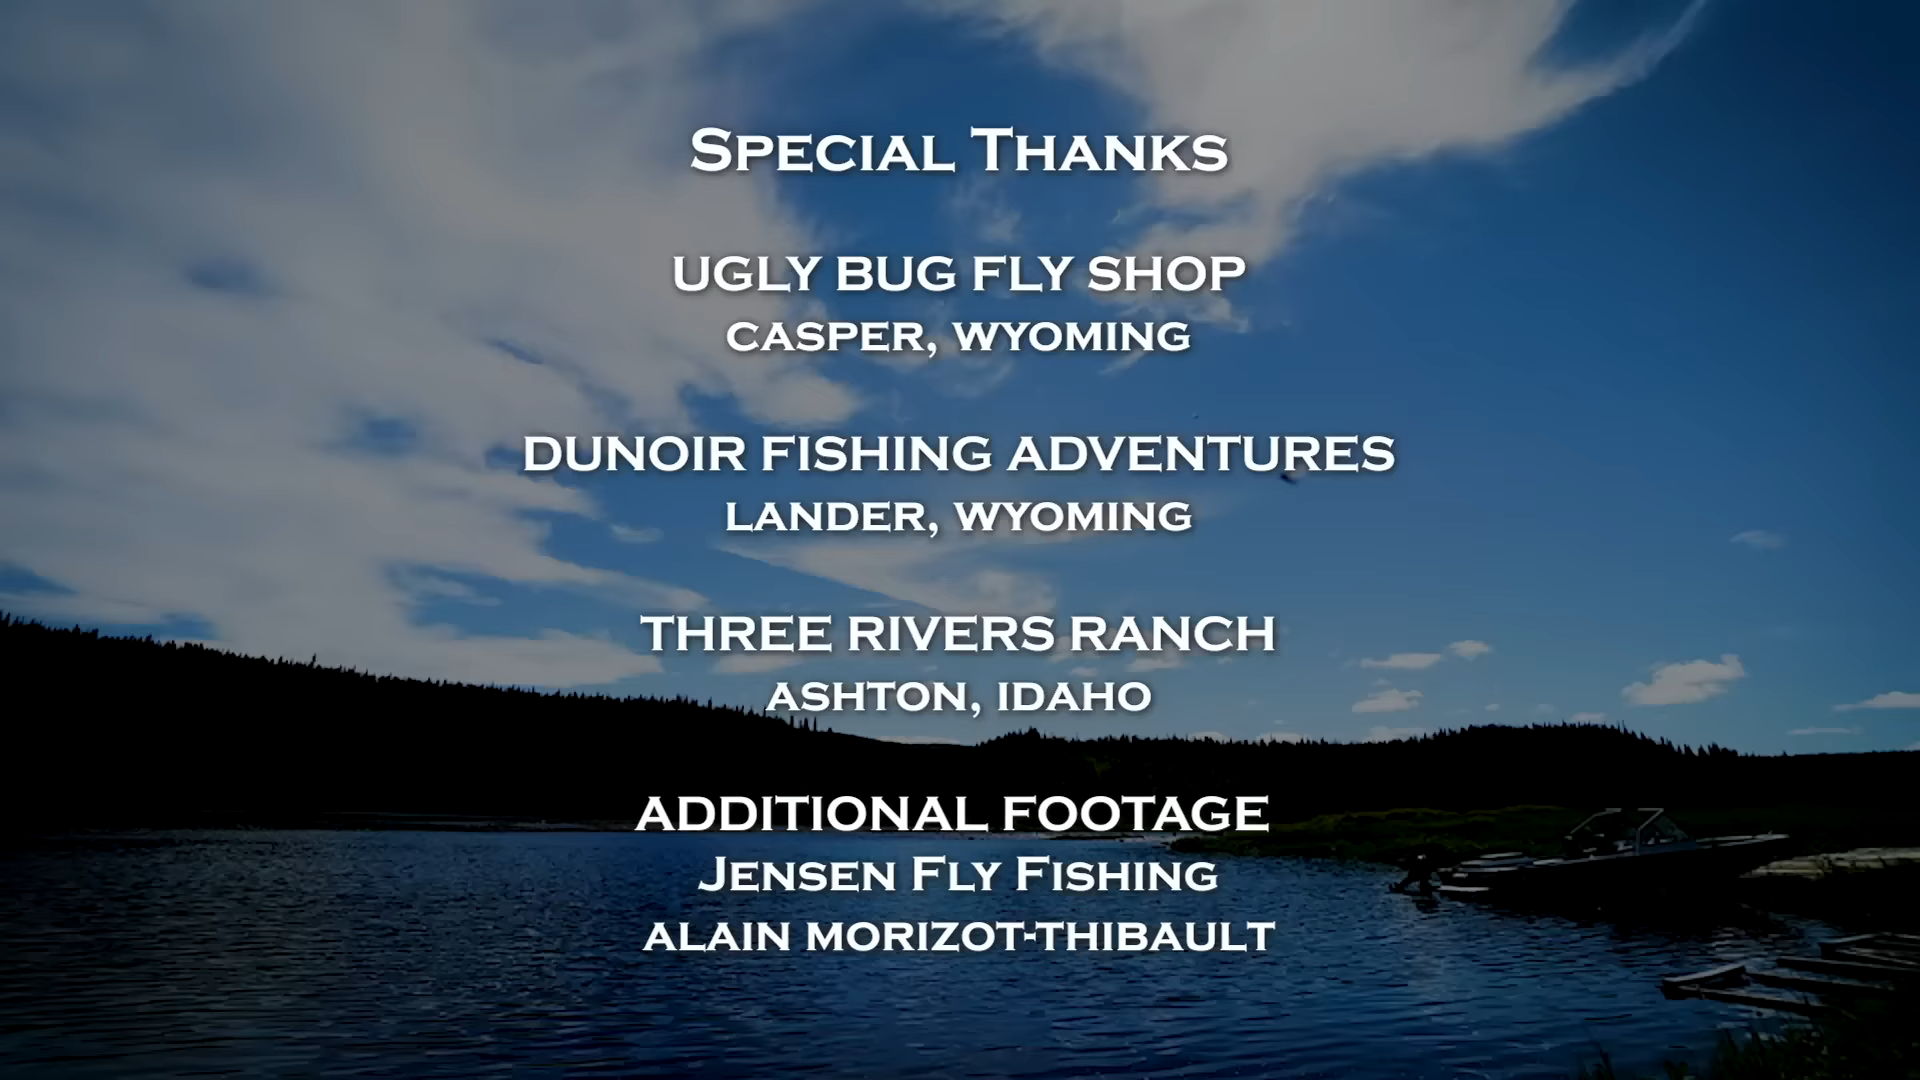 Special Thanks
UGLY BUG FLY SHOP
CASPER, WYOMING
DUNOIR FISHING ADVENTURES
LANDER, WYOMING
THREE RIVERS RANCH
ASHTON, IDAHO
ADDITIONAL FOOTAGE
Jensen Fly Fishing
ALAIN MORIZOT-THIBAULT